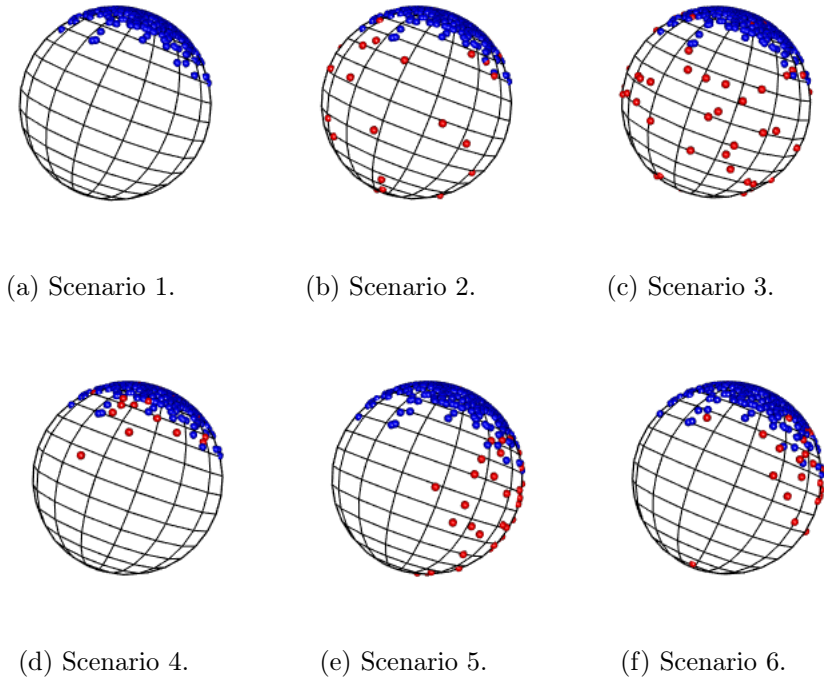 (a) Scenario 1.
(b) Scenario 2.
(c) Scenario 3.
(d) Scenario 4.
(e) Scenario 5.
(f) Scenario 6.